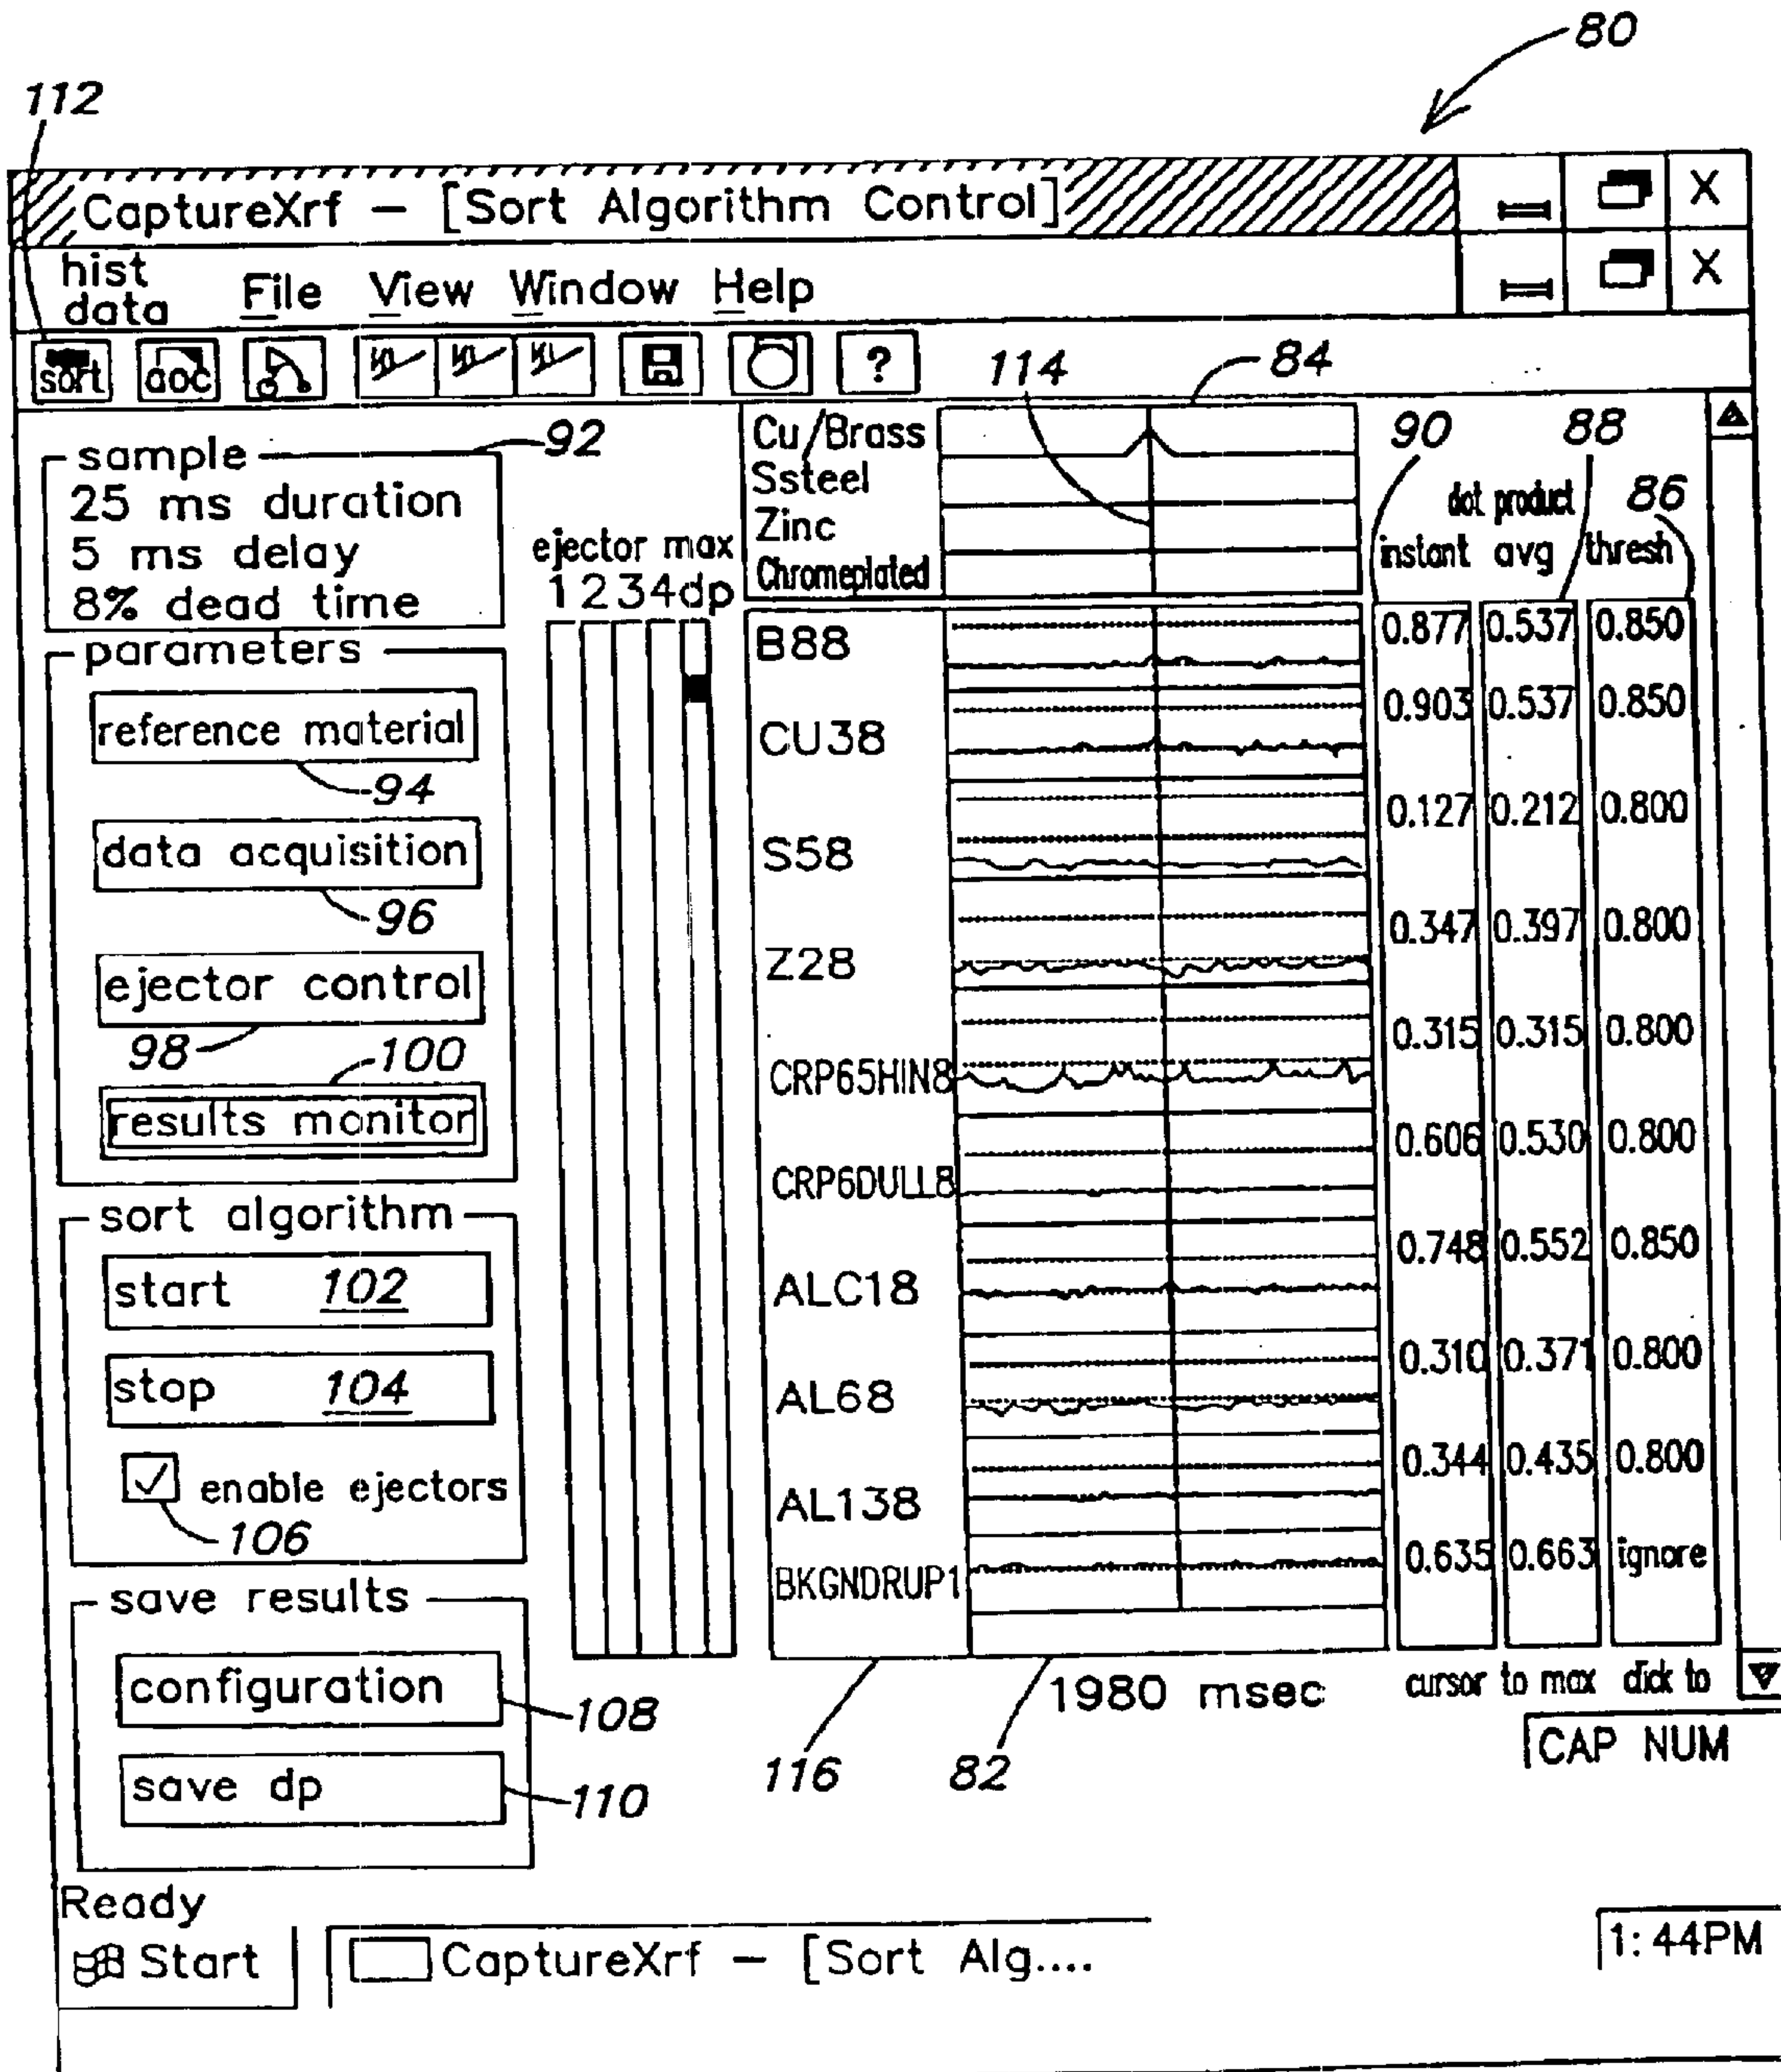 80
112
CaptureXrf – [Sort Algorithm Control]
X
hist data File View Window Help
X
sort aoc ?
114
84
sample
92
25 ms duration
5 ms delay
8% dead time
parameters
reference material
94
data acquisition
96
ejector control
98
100
results monitor
sort algorithm
start 102
stop 104
enable ejectors
106
save results
configuration
108
save dp
110
ejector max
1234dp
Cu/Brass
Ssteel
Zinc
Chromeplated
90 88
dot product 86
instant avg thresh
B88 0.877 0.537 0.850
CU38 0.903 0.537 0.850
S58 0.127 0.212 0.800
Z28 0.347 0.397 0.800
CRP65HIN8 0.315 0.315 0.800
CRP6DULL8 0.606 0.530 0.800
ALC18 0.748 0.552 0.850
AL68 0.310 0.371 0.800
AL138 0.344 0.435 0.800
BKGNDRUP1 0.635 0.663 ignore
1980 msec
cursor to max click to
116
82
CAP NUM
Ready
Start
CaptureXrf – [Sort Alg....
1:44PM